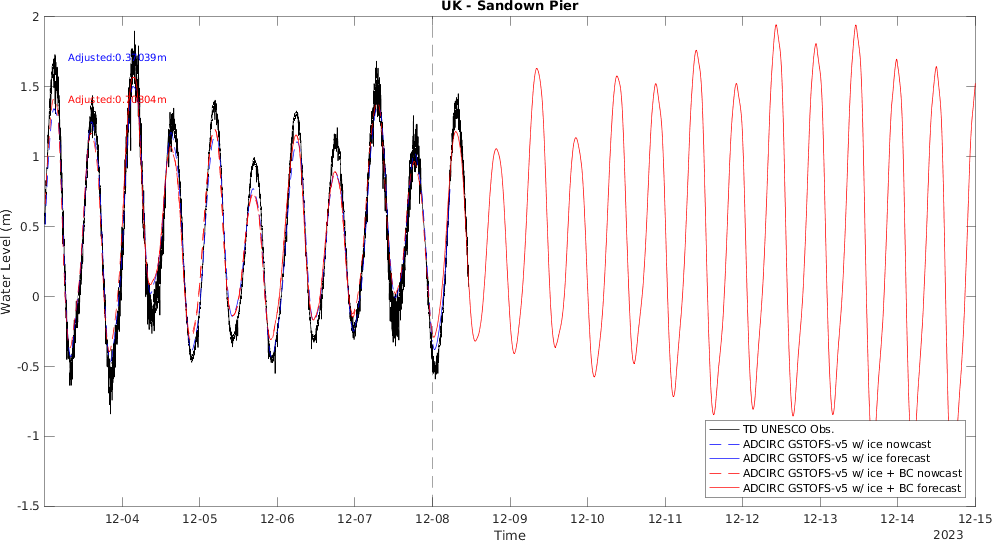 UK - Sandown Pier
2
1.5
1
0.5
0
-0.5
-1
-1.5
Water Level (m)
Adjusted:0. 039m
Adjusted:0. 804m
TD UNESCO Obs.
ADCIRC GSTOFS-v5 w/ ice nowcast
ADCIRC GSTOFS-v5 w/ ice forecast
ADCIRC GSTOFS-v5 w/ ice + BC nowcast
ADCIRC GSTOFS-v5 w/ ice + BC forecast
12-04 12-05 12-06 12-07 12-08 12-09 12-10 12-11 12-12 12-13 12-14 12-15
Time
2023